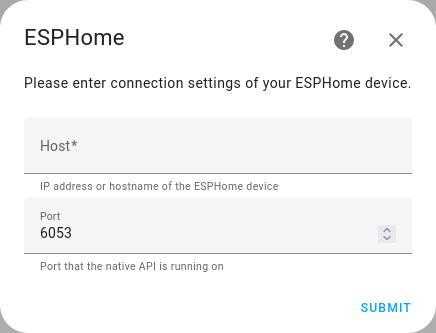 ESPHome
Please enter connection settings of your ESPHome device.
Host*
IP address or hostname of the ESPHome device
Port
6053
Port that the native API is running on
SUBMIT